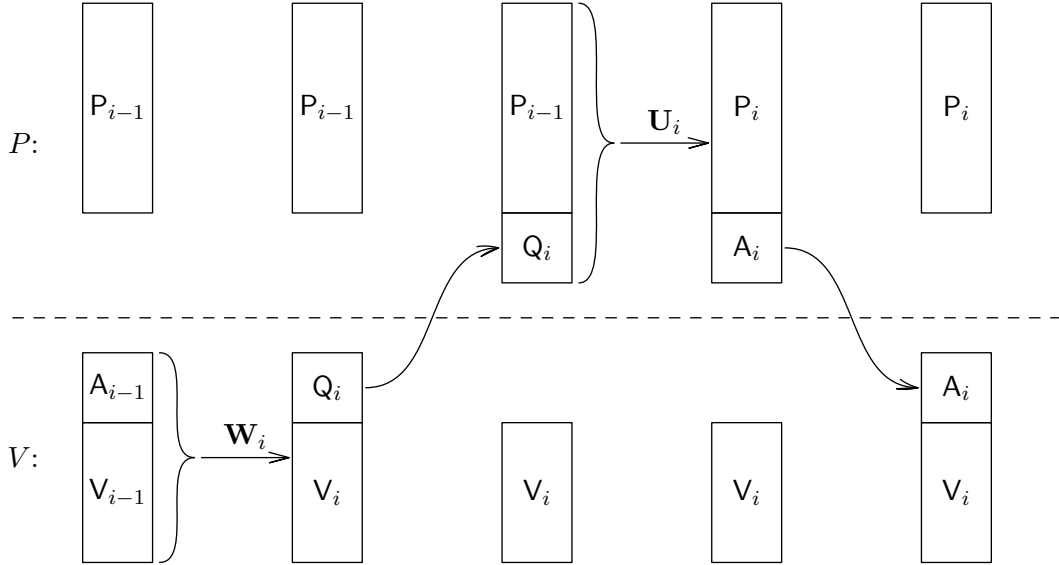 P_{i−1} P_{i−1} P_{i−1} P_i P_i
U_i
P:
Q_i A_i
A_{i−1} Q_i A_i
W_i
V:
V_{i−1} V_i V_i V_i V_i